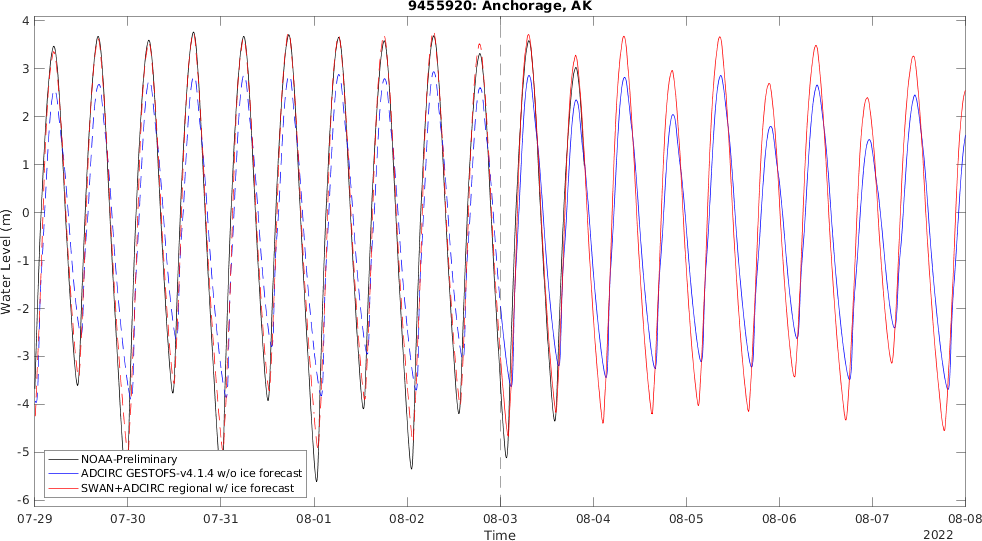 9455920: Anchorage, AK
Water Level (m)
4
3
2
1
0
-1
-2
-3
-4
-5
-6
NOAA-Preliminary
ADCIRC GESTOFS-v4.1.4 w/o ice forecast
SWAN+ADCIRC regional w/ ice forecast
07-29 07-30 07-31 08-01 08-02 08-03 08-04 08-05 08-06 08-07 08-08
Time
2022